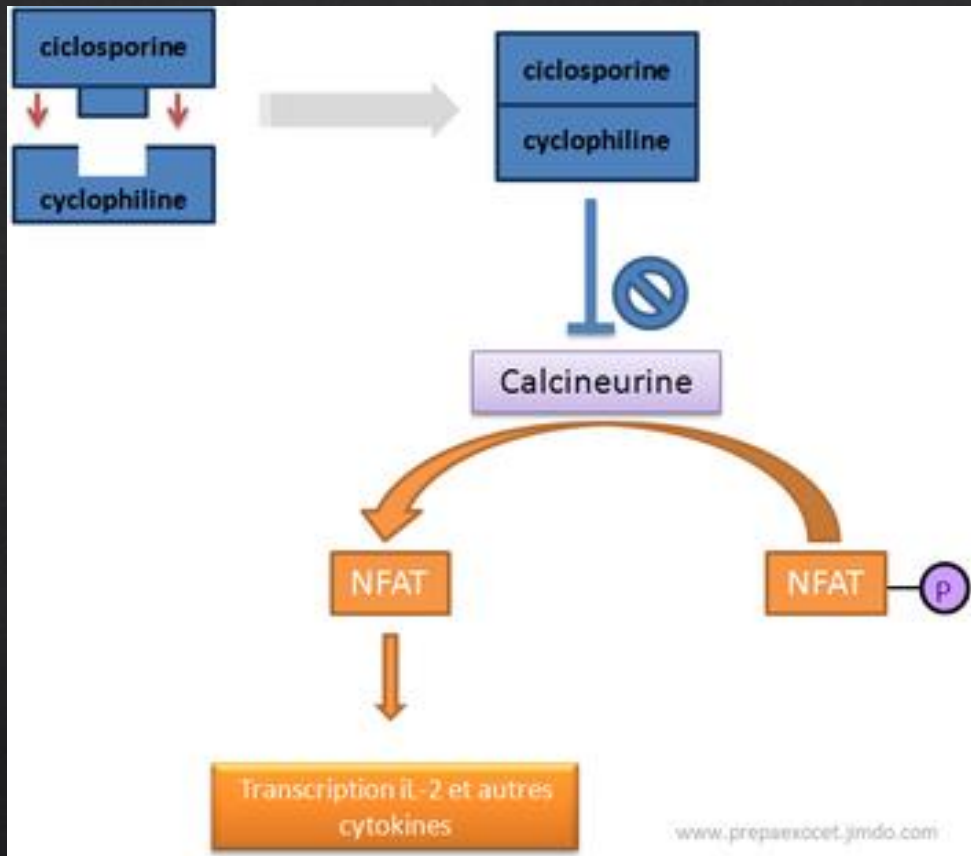 ciclosporine
cyclophiline
ciclosporine
cyclophiline
Calcineurine
NFAT
NFAT
P
Transcription iL-2 et autres
cytokines
www.prepaexocet.jimdo.com